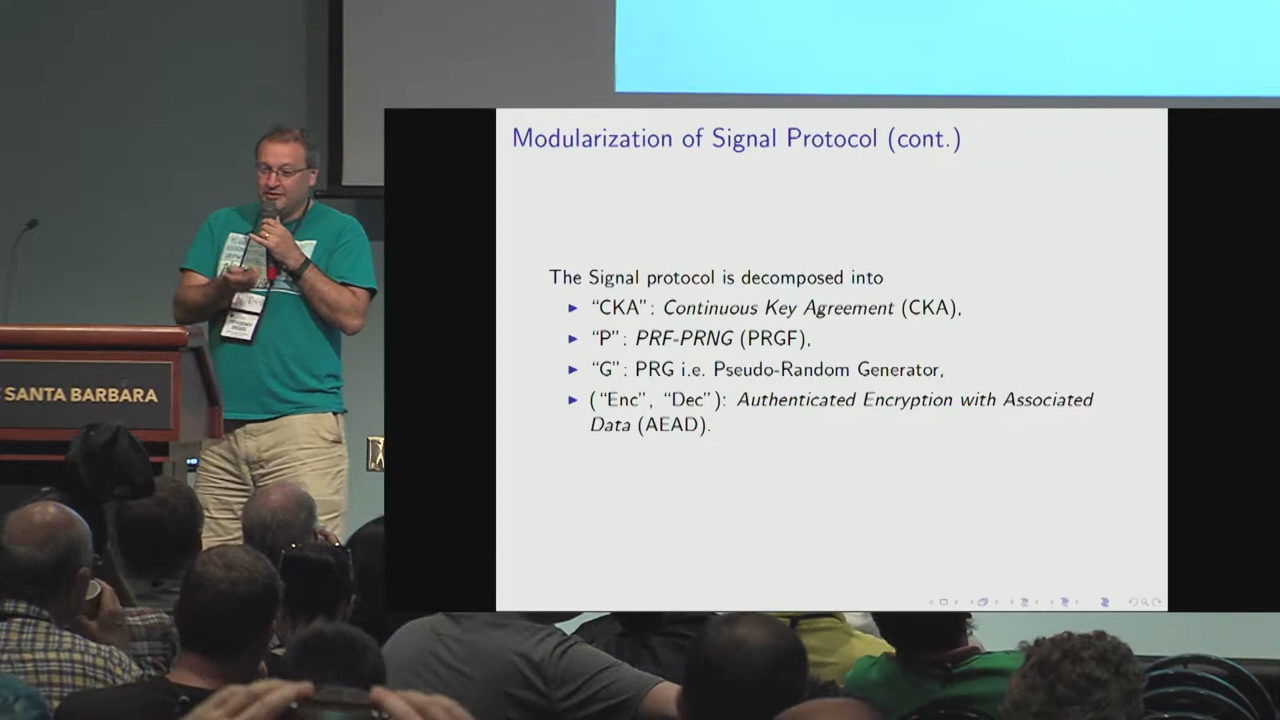 Modularization of Signal Protocol (cont.)
The Signal protocol is decomposed into
"CKA": Continuous Key Agreement (CKA),
"P": PRF-PRNG (PRGF),
"G": PRG i.e. Pseudo-Random Generator,
("Enc", "Dec"): Authenticated Encryption with Associated
Data (AEAD).
SANTA BARBARA